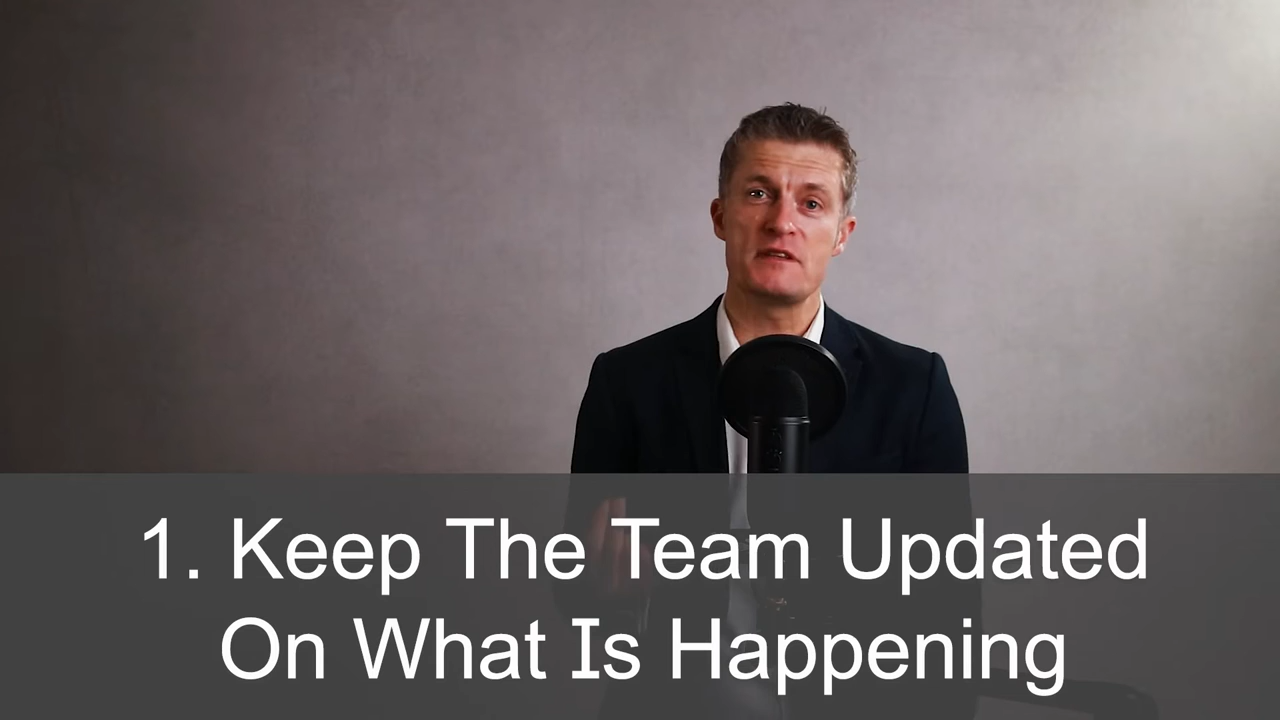 1. Keep The Team Updated
On What Is Happening